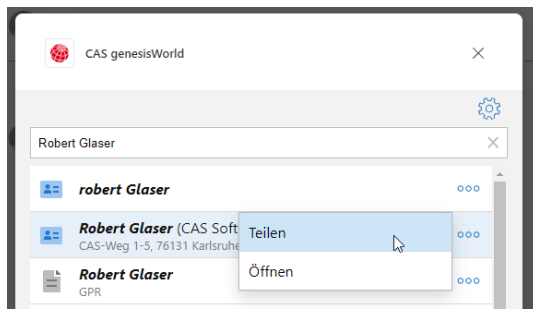 CAS genesisWorld
Robert Glaser
robert Glaser
Robert Glaser (CAS Soft
CAS-Weg 1-5, 76131 Karlsruhe
Teilen
Öffnen
Robert Glaser
GPR